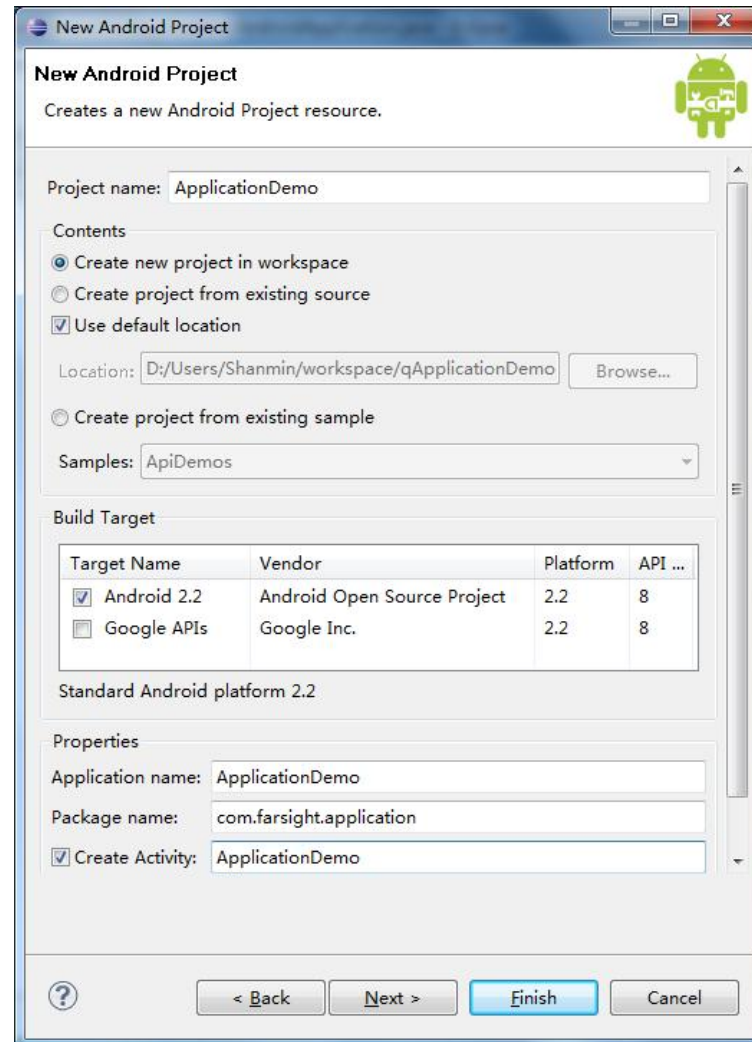 New Android Project
New Android Project
Creates a new Android Project resource.
Project name: ApplicationDemo
Contents
Create new project in workspace
Create project from existing source
Use default location
Location: D:/Users/Shanmin/workspace/qApplicationDemo Browse...
Create project from existing sample
Samples: ApiDemos
Build Target
Target Name Vendor Platform API ...
Android 2.2 Android Open Source Project 2.2 8
Google APIs Google Inc. 2.2 8
Standard Android platform 2.2
Properties
Application name: ApplicationDemo
Package name: com.farsight.application
Create Activity: ApplicationDemo
? < Back Next > Finish Cancel